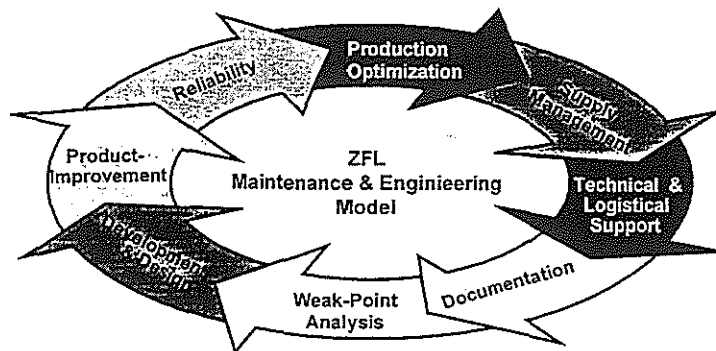 Production
Optimization
Supply
Management
Technical &
Logistical
Support
Documentation
Weak-Point
Analysis
Development
& Design
Product-
Improvement
Reliability
ZFL
Maintenance & Enginieering
Model